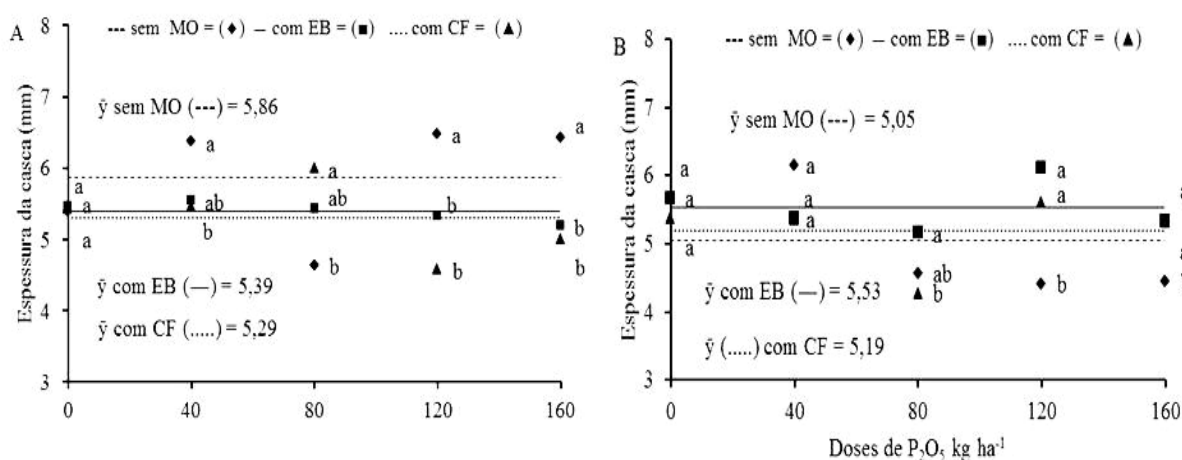 A
--- sem MO = (♦) – com EB = (■) .... com CF = (▲)
Espessura da casca (mm)
8
7
6
5
4
3
ȳ sem MO (---) = 5,86
ȳ com EB (—) = 5,39
ȳ com CF (.....) = 5,29
a
a
a
a
ab
b
a
ab
b
a
b
b
a
b
b
0
40
80
120
160
B
--- sem MO = (♦) – com EB = (■) .... com CF = (▲)
Espessura da casca (mm)
8
7
6
5
4
3
ȳ sem MO (---) = 5,05
ȳ com EB (—) = 5,53
ȳ (.....) com CF = 5,19
a
a
a
a
a
a
a
ab
b
a
a
b
0
40
80
120
160
Doses de P₂O₅ kg ha⁻¹